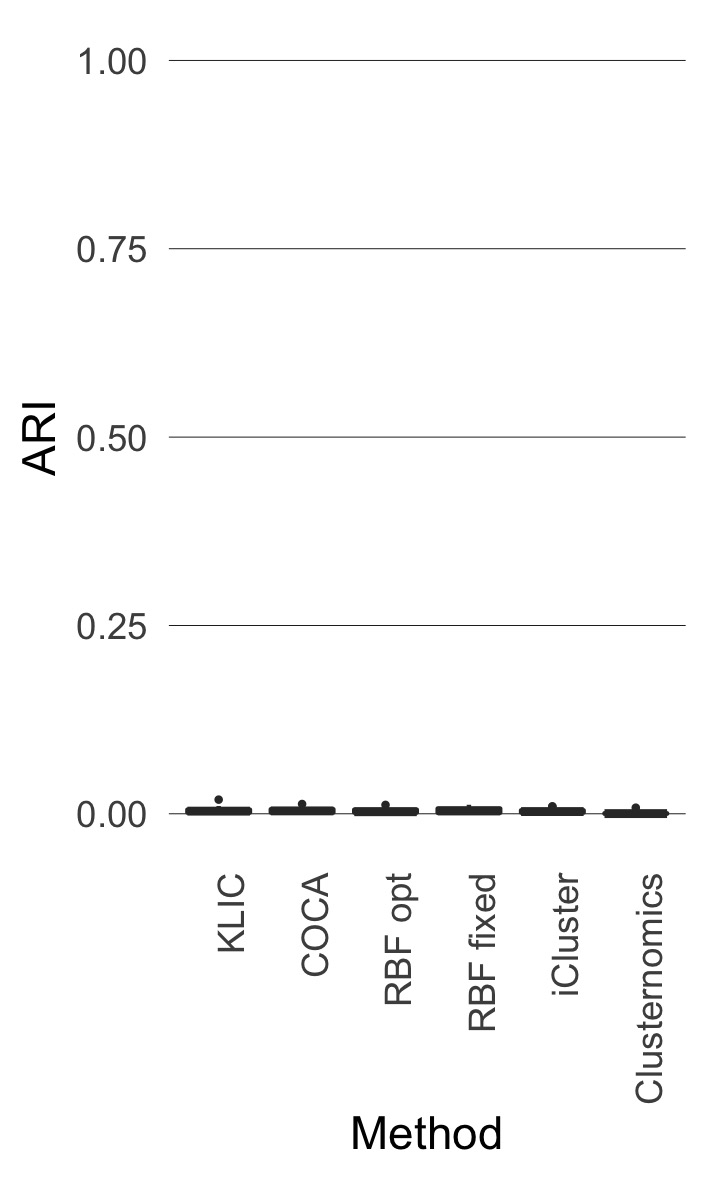 1.00
0.75
0.50
0.25
0.00
ARI
KLIC
COCA
RBF opt
RBF fixed
iCluster
Clusternomics
Method